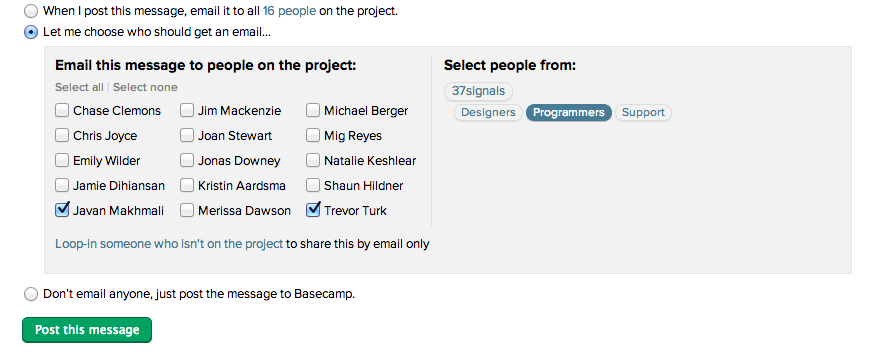 When I post this message, email it to all 16 people on the project.
Let me choose who should get an email...
Email this message to people on the project:
Select all | Select none
Chase Clemons Jim Mackenzie Michael Berger
Chris Joyce Joan Stewart Mig Reyes
Emily Wilder Jonas Downey Natalie Keshlear
Jamie Dihiansan Kristin Aardsma Shaun Hildner
Javan Makhmali Merissa Dawson Trevor Turk
Loop-in someone who isn't on the project to share this by email only
Select people from:
37signals
Designers Programmers Support
Don't email anyone, just post the message to Basecamp.
Post this message